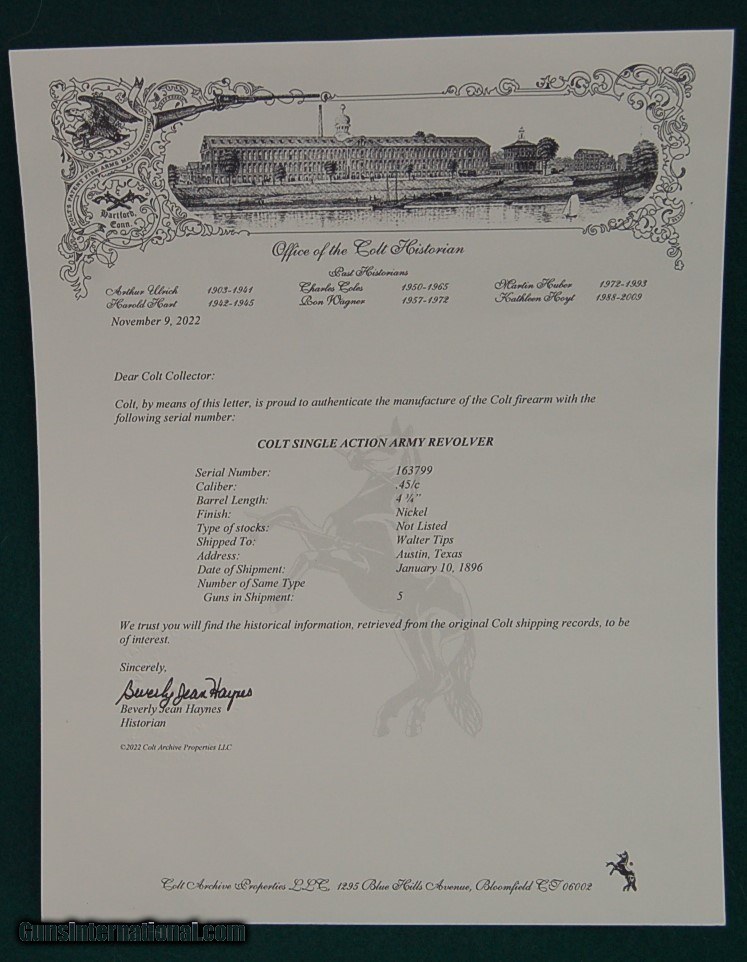 COLT'S PATENT FIRE ARMS MANUFACTURING
Hartford,
Conn.
Office of the Colt Historian
Past Historians
Arthur Ulrich 1903-1941 Charles Coles 1950-1965 Martin Huber 1972-1993
Harold Hart 1942-1945 Ron Wagner 1957-1972 Kathleen Hoyt 1988-2009
November 9, 2022
Dear Colt Collector:
Colt, by means of this letter, is proud to authenticate the manufacture of the Colt firearm with the
following serial number:
COLT SINGLE ACTION ARMY REVOLVER
Serial Number: 163799
Caliber: .45/c
Barrel Length: 4 ¾"
Finish: Nickel
Type of stocks: Not Listed
Shipped To: Walter Tips
Address: Austin, Texas
Date of Shipment: January 10, 1896
Number of Same Type
Guns in Shipment: 5
We trust you will find the historical information, retrieved from the original Colt shipping records, to be
of interest.
Sincerely,
Beverly Jean Haynes
Beverly Jean Haynes
Historian
©2022 Colt Archive Properties LLC
Colt Archive Properties LLC, 1295 Blue Hills Avenue, Bloomfield CT 06002
GunsInternational.com